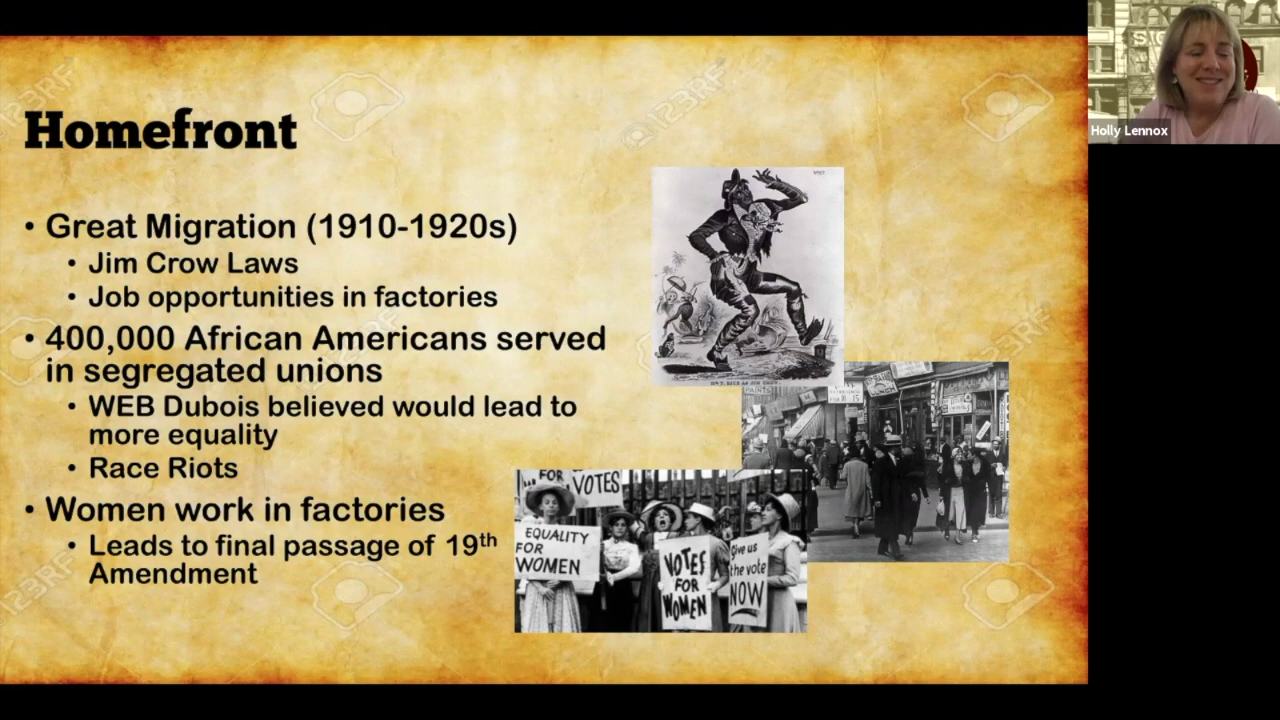 Homefront
• Great Migration (1910-1920s)
• Jim Crow Laws
• Job opportunities in factories
• 400,000 African Americans served
in segregated unions
• WEB Dubois believed would lead to
more equality
• Race Riots
• Women work in factories
• Leads to final passage of 19th
Amendment
FOR
VOTES
EQUALITY
FOR
WOMEN
VOTES
FOR
WOMEN
Give us
the vote
NOW
Holly Lennox
123RF